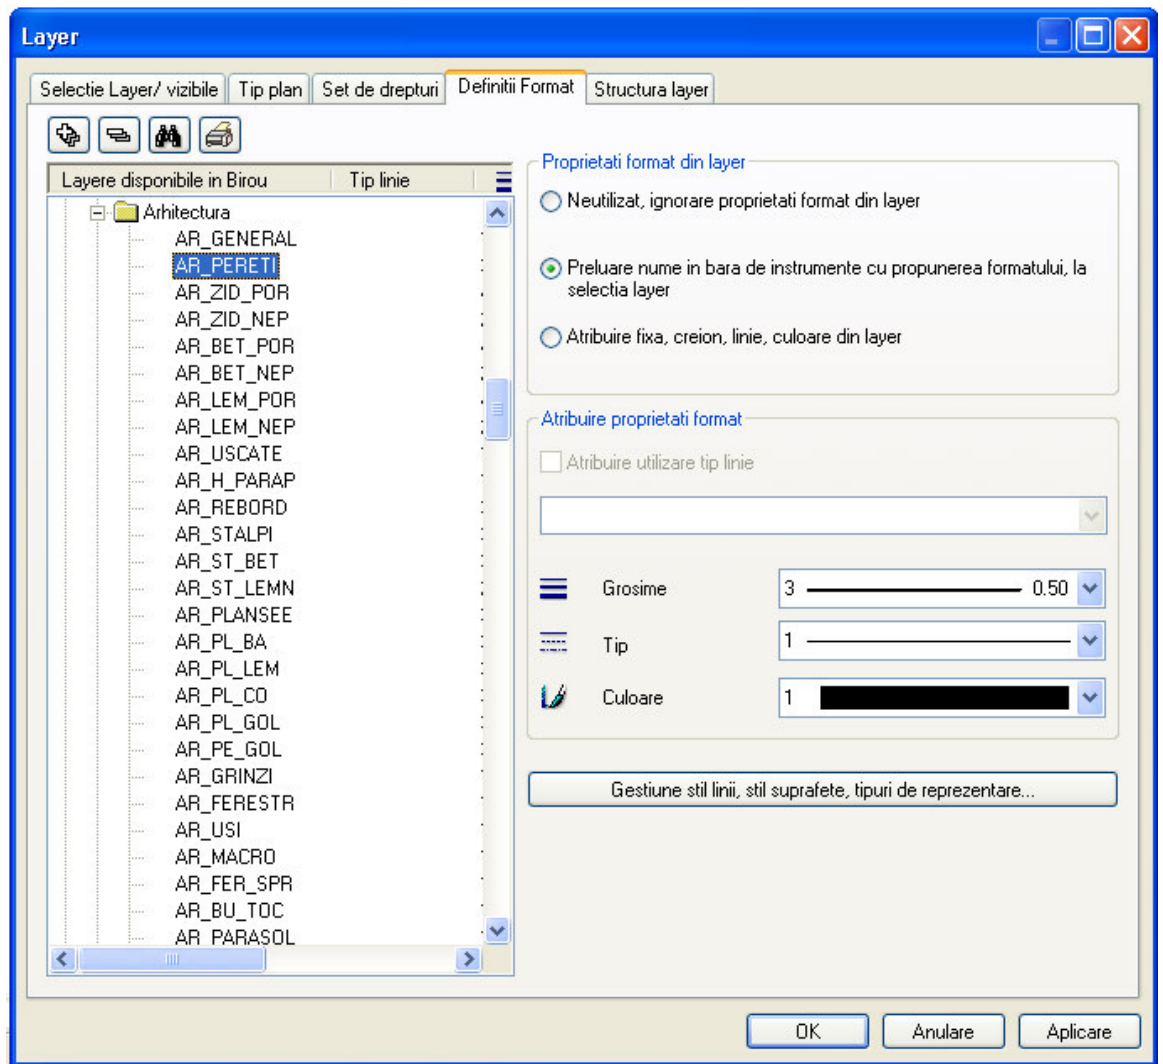 Layer
Selectie Layer/ vizibile Tip plan Set de drepturi Definitii Format Structura layer
Layere disponibile in Birou Tip linie
Arhitectura
AR_GENERAL
AR_PERETI
AR_ZID_POR
AR_ZID_NEP
AR_BET_POR
AR_BET_NEP
AR_LEM_POR
AR_LEM_NEP
AR_USCATE
AR_H_PARAP
AR_REBORD
AR_STALPI
AR_ST_BET
AR_ST_LEMN
AR_PLANSEE
AR_PL_BA
AR_PL_LEM
AR_PL_CO
AR_PL_GOL
AR_PE_GOL
AR_GRINZI
AR_FERESTR
AR_USI
AR_MACRO
AR_FER_SPR
AR_BU_TOC
AR_PARASOL
Proprietati format din layer
Neutilizat, ignorare proprietati format din layer
Preluare nume in bara de instrumente cu propunerea formatului, la
selectia layer
Atribuire fixa, creion, linie, culoare din layer
Atribuire proprietati format
Atribuire utilizare tip linie
Grosime 3 0.50
Tip 1
Culoare 1
Gestiune stil linii, stil suprafete, tipuri de reprezentare...
OK Anulare Aplicare